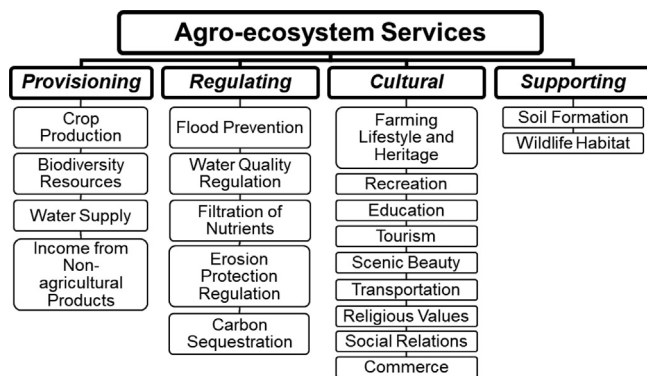 Agro-ecosystem Services
Provisioning
Regulating
Cultural
Supporting
Crop
Production
Biodiversity
Resources
Water Supply
Income from
Non-
agricultural
Products
Flood Prevention
Water Quality
Regulation
Filtration of
Nutrients
Erosion
Protection
Regulation
Carbon
Sequestration
Farming
Lifestyle and
Heritage
Recreation
Education
Tourism
Scenic Beauty
Transportation
Religious Values
Social Relations
Commerce
Soil Formation
Wildlife Habitat